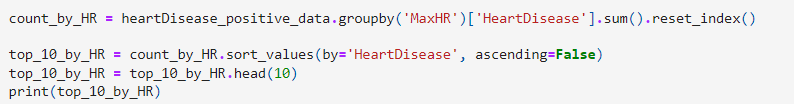 count_by_HR = heartDisease_positive_data.groupby('MaxHR')['HeartDisease'].sum().reset_index()
top_10_by_HR = count_by_HR.sort_values(by='HeartDisease', ascending=False)
top_10_by_HR = top_10_by_HR.head(10)
print(top_10_by_HR)